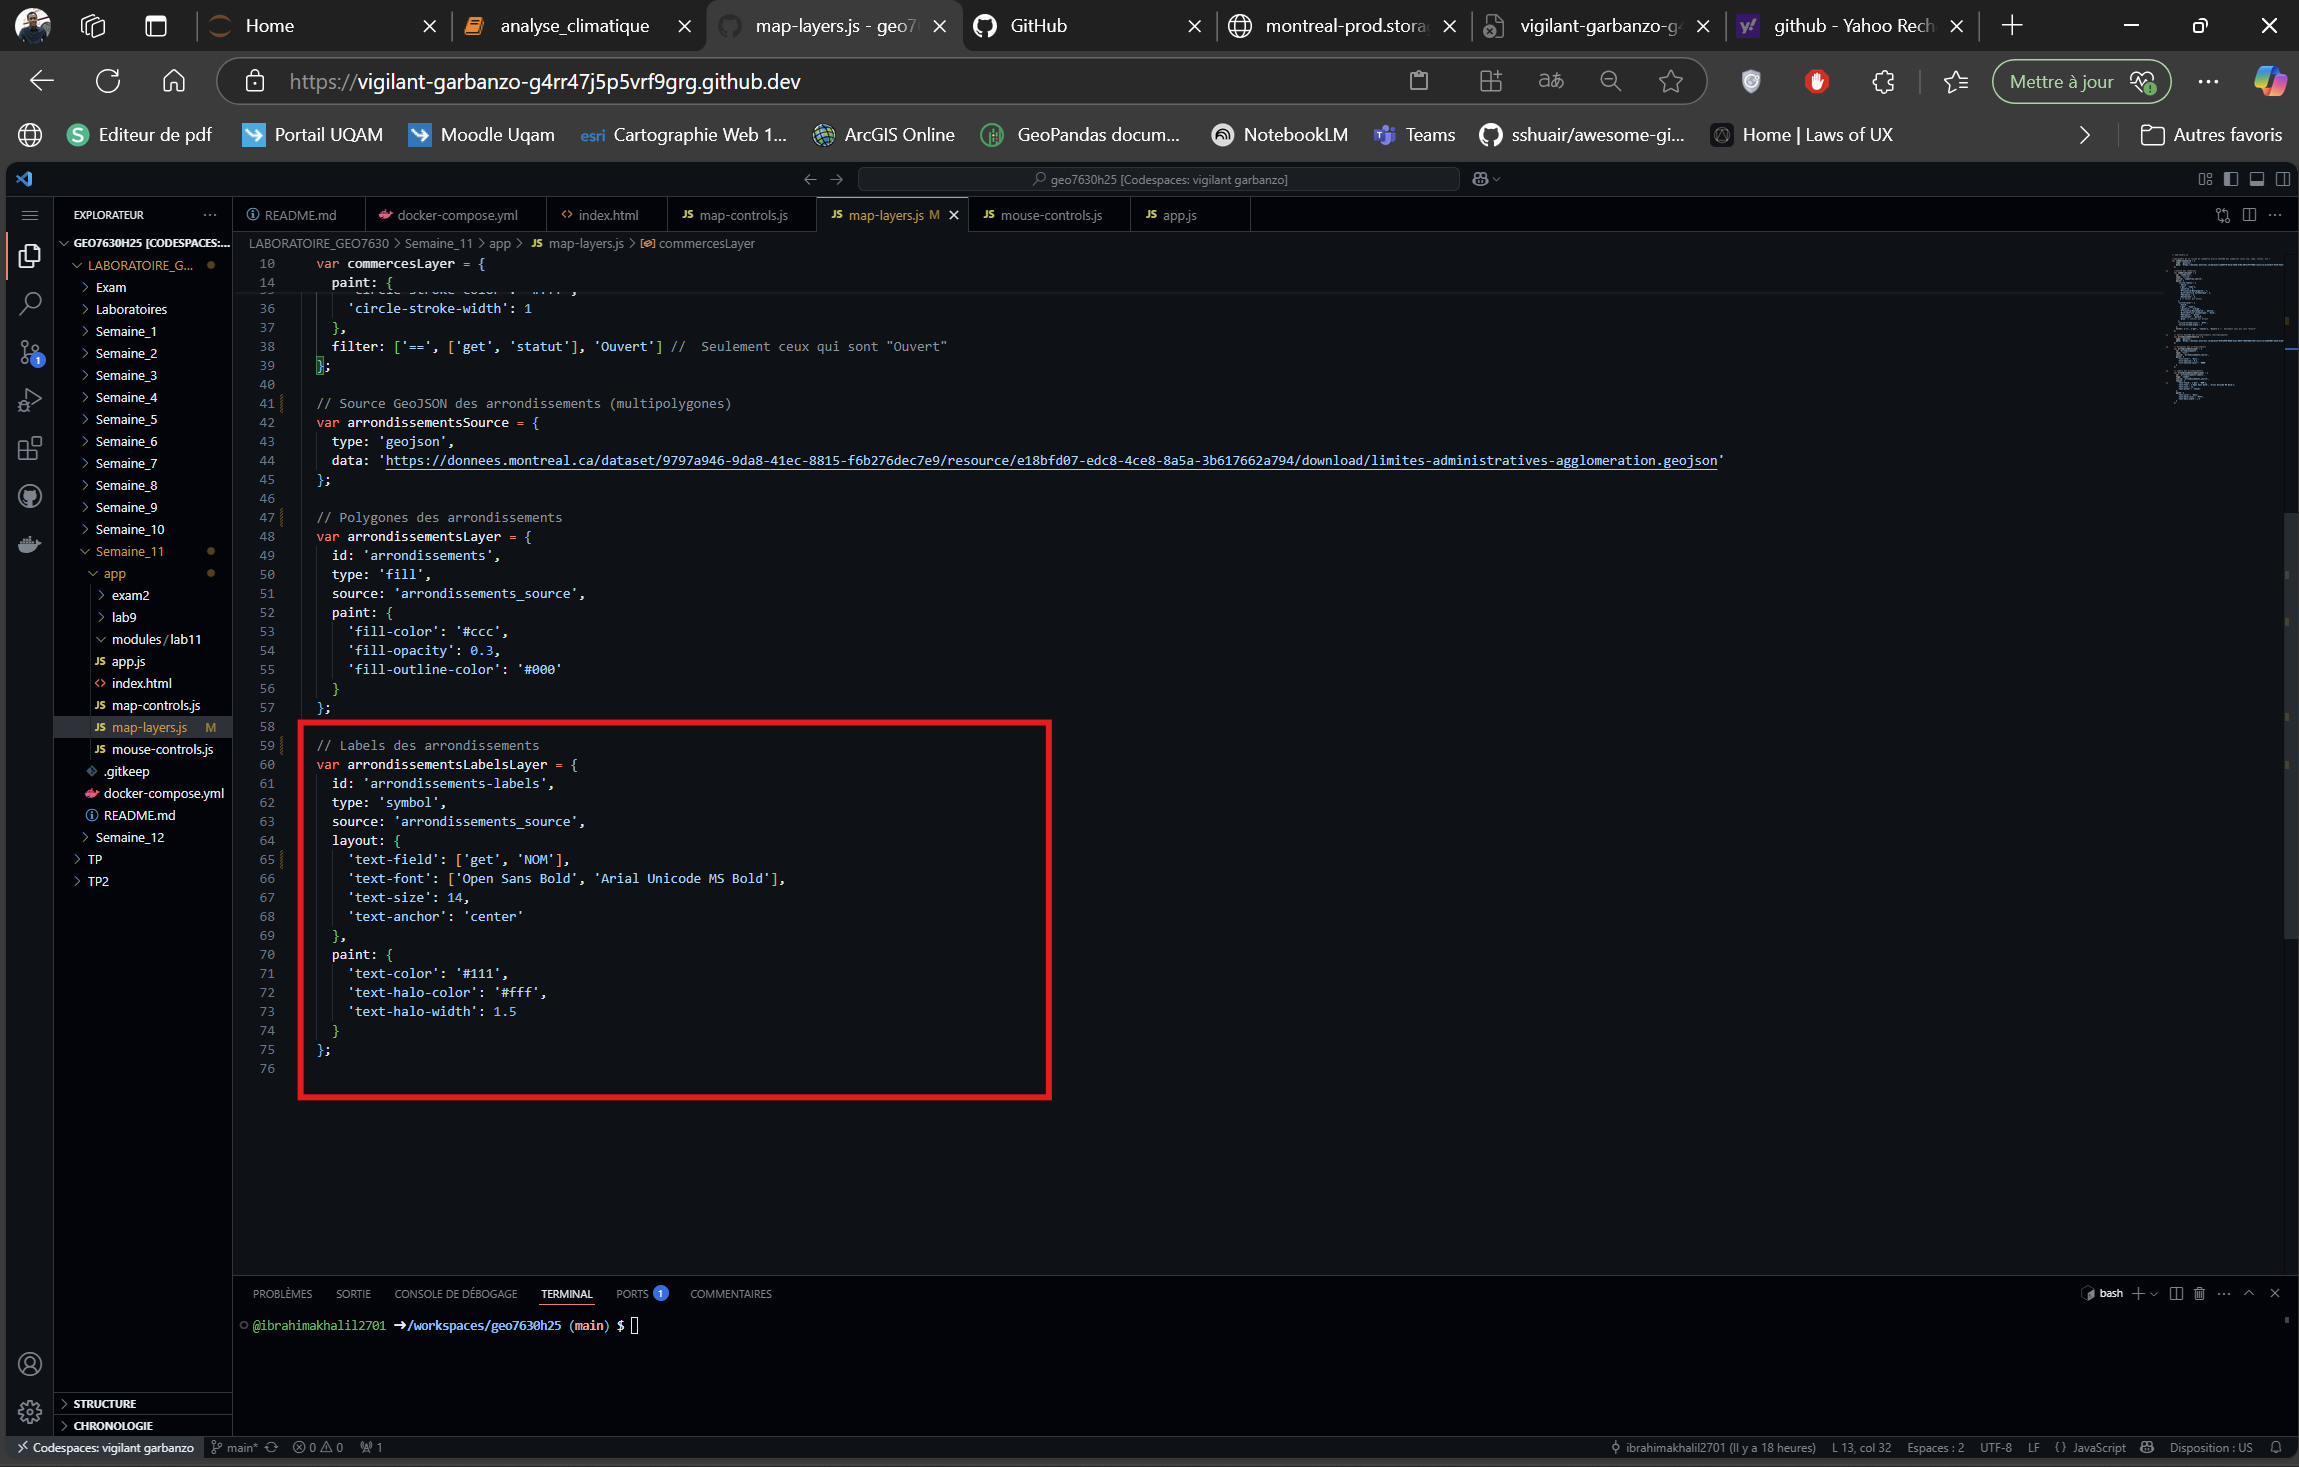 Home
analyse_climatique
map-layers.js - geo7
GitHub
montreal-prod.stora
vigilant-garbanzo-g
github - Yahoo Rech
https://vigilant-garbanzo-g4rr47j5p5vrf9grg.github.dev
Mettre à jour
Editeur de pdf
Portail UQAM
Moodle Uqam
esri Cartographie Web 1...
ArcGIS Online
GeoPandas docum...
NotebookLM
Teams
sshuair/awesome-gi...
Home | Laws of UX
Autres favoris
geo7630h25 [Codespaces: vigilant garbanzo]
EXPLORATEUR
README.md
docker-compose.yml
index.html
JS map-controls.js
JS map-layers.js M
JS mouse-controls.js
JS app.js
LABORATOIRE_GEO7630 > Semaine_11 > app > JS map-layers.js > commercesLayer
GEO7630H25 [CODESPACES:...
LABORATOIRE_G...
Exam
Laboratoires
Semaine_1
Semaine_2
Semaine_3
Semaine_4
Semaine_5
Semaine_6
Semaine_7
Semaine_8
Semaine_9
Semaine_10
Semaine_11
app
exam2
lab9
modules / lab11
JS app.js
index.html
JS map-controls.js
JS map-layers.js M
JS mouse-controls.js
.gitkeep
docker-compose.yml
README.md
Semaine_12
TP
TP2
STRUCTURE
CHRONOLOGIE
10 var commercesLayer = {
14 paint: {
36 'circle-stroke-width': 1
37 },
38 filter: ['==', ['get', 'statut'], 'Ouvert'] // Seulement ceux qui sont "Ouvert"
39 };
40
41 // Source GeoJSON des arrondissements (multipolygones)
42 var arrondissementsSource = {
43 type: 'geojson',
44 data: 'https://donnees.montreal.ca/dataset/9797a946-9da8-41ec-8815-f6b276dec7e9/resource/e18bfd07-edc8-4ce8-8a5a-3b617662a794/download/limites-administratives-agglomeration.geojson'
45 };
46
47 // Polygones des arrondissements
48 var arrondissementsLayer = {
49 id: 'arrondissements',
50 type: 'fill',
51 source: 'arrondissements_source',
52 paint: {
53 'fill-color': '#ccc',
54 'fill-opacity': 0.3,
55 'fill-outline-color': '#000'
56 }
57 };
58
59 // Labels des arrondissements
60 var arrondissementsLabelsLayer = {
61 id: 'arrondissements-labels',
62 type: 'symbol',
63 source: 'arrondissements_source',
64 layout: {
65 'text-field': ['get', 'NOM'],
66 'text-font': ['Open Sans Bold', 'Arial Unicode MS Bold'],
67 'text-size': 14,
68 'text-anchor': 'center'
69 },
70 paint: {
71 'text-color': '#111',
72 'text-halo-color': '#fff',
73 'text-halo-width': 1.5
74 }
75 };
76
PROBLÈMES
SORTIE
CONSOLE DE DÉBOGAGE
TERMINAL
PORTS 1
COMMENTAIRES
bash
@ibrahimakhalil2701 ➜/workspaces/geo7630h25 (main) $
Codespaces: vigilant garbanzo
main*
0 0
1
ibrahimakhalil2701 (Il y a 18 heures)
L 13, col 32
Espaces : 2
UTF-8
LF
{} JavaScript
Disposition : US